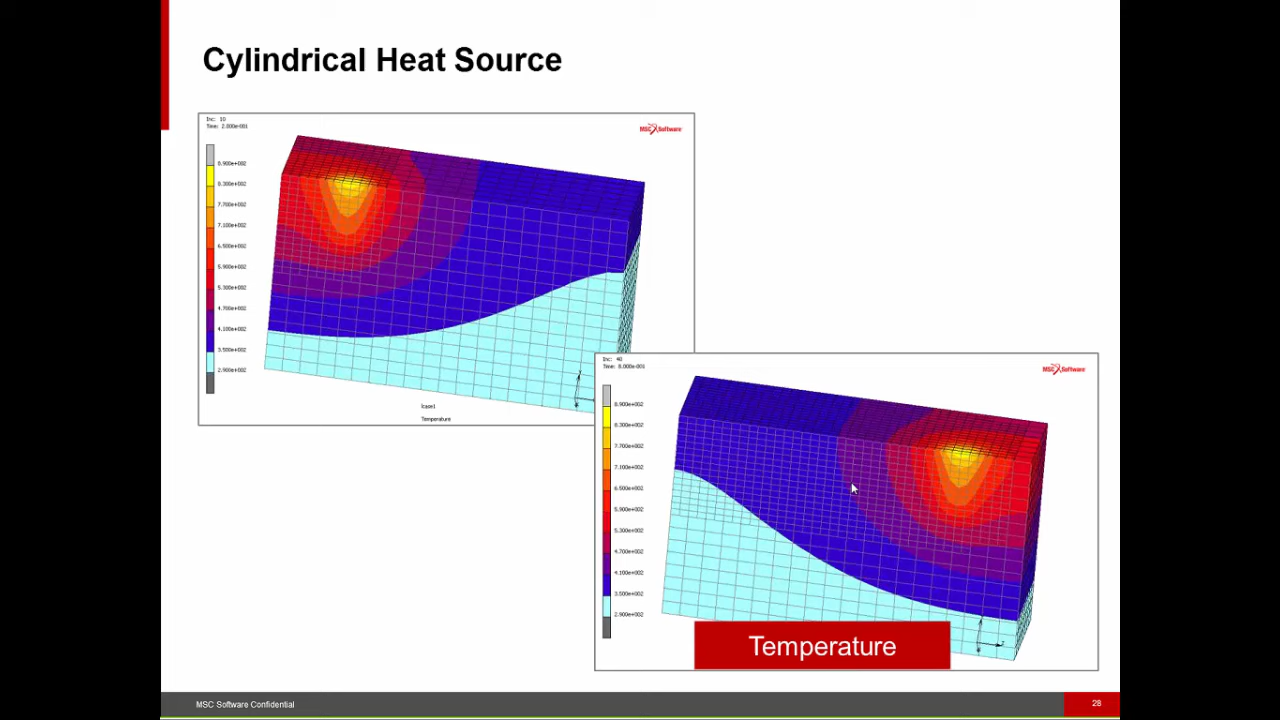 Cylindrical Heat Source
Inc: 10
Time: 2.000e-001
MSC Software
8.900e+002
8.300e+002
7.700e+002
7.100e+002
6.500e+002
5.900e+002
5.300e+002
4.700e+002
4.100e+002
3.500e+002
2.900e+002
lcase1
Temperature
Inc: 40
Time: 8.000e-001
MSC Software
8.900e+002
8.300e+002
7.700e+002
7.100e+002
6.500e+002
5.900e+002
5.300e+002
4.700e+002
4.100e+002
3.500e+002
2.900e+002
Temperature
MSC Software Confidential
28